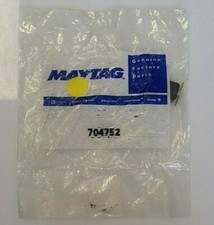 MAYTAG
Genuine
Factory
Parts
704752